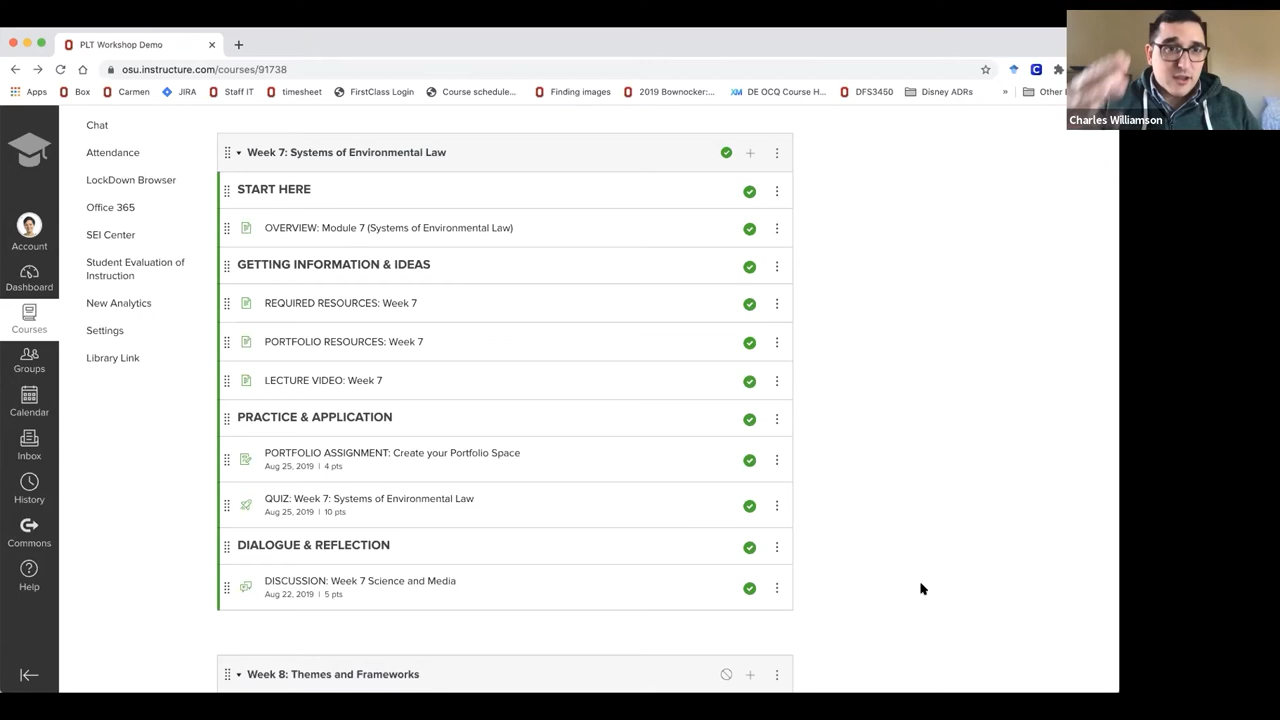 PLT Workshop Demo
osu.instructure.com/courses/91738
Apps Box Carmen JIRA Staff IT timesheet FirstClass Login Course schedule... Finding images 2019 Bownocker:... XM DE OCQ Course H... DFS3450 Disney ADRs » Other
Charles Williamson
Account
Dashboard
Courses
Groups
Calendar
Inbox
History
Commons
Help
Chat
Attendance
LockDown Browser
Office 365
SEI Center
Student Evaluation of
Instruction
New Analytics
Settings
Library Link
Week 7: Systems of Environmental Law
START HERE
OVERVIEW: Module 7 (Systems of Environmental Law)
GETTING INFORMATION & IDEAS
REQUIRED RESOURCES: Week 7
PORTFOLIO RESOURCES: Week 7
LECTURE VIDEO: Week 7
PRACTICE & APPLICATION
PORTFOLIO ASSIGNMENT: Create your Portfolio Space
Aug 25, 2019 | 4 pts
QUIZ: Week 7: Systems of Environmental Law
Aug 25, 2019 | 10 pts
DIALOGUE & REFLECTION
DISCUSSION: Week 7 Science and Media
Aug 22, 2019 | 5 pts
Week 8: Themes and Frameworks